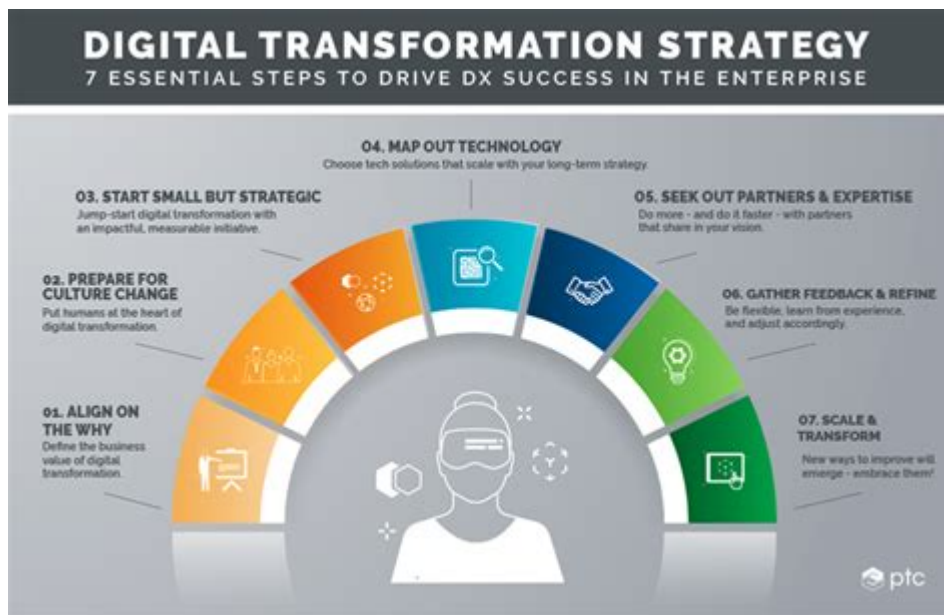 DIGITAL TRANSFORMATION STRATEGY
7 ESSENTIAL STEPS TO DRIVE DX SUCCESS IN THE ENTERPRISE
01. ALIGN ON
THE WHY
Define the business
value of digital
transformation.
02. PREPARE FOR
CULTURE CHANGE
Put humans at the heart of
digital transformation.
03. START SMALL BUT STRATEGIC
Jump-start digital transformation with
an impactful, measurable initiative.
04. MAP OUT TECHNOLOGY
Choose tech solutions that scale with your long-term strategy.
05. SEEK OUT PARTNERS & EXPERTISE
Do more - and do it faster - with partners
that share in your vision.
06. GATHER FEEDBACK & REFINE
Be flexible, learn from experience,
and adjust accordingly.
07. SCALE &
TRANSFORM
New ways to improve will
emerge - embrace them!
ptc